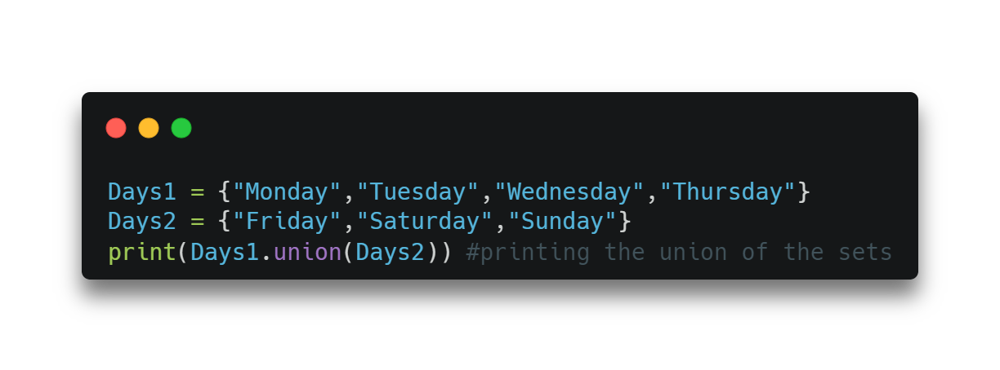 Days1 = {"Monday","Tuesday","Wednesday","Thursday"}
Days2 = {"Friday","Saturday","Sunday"}
print(Days1.union(Days2)) #printing the union of the sets